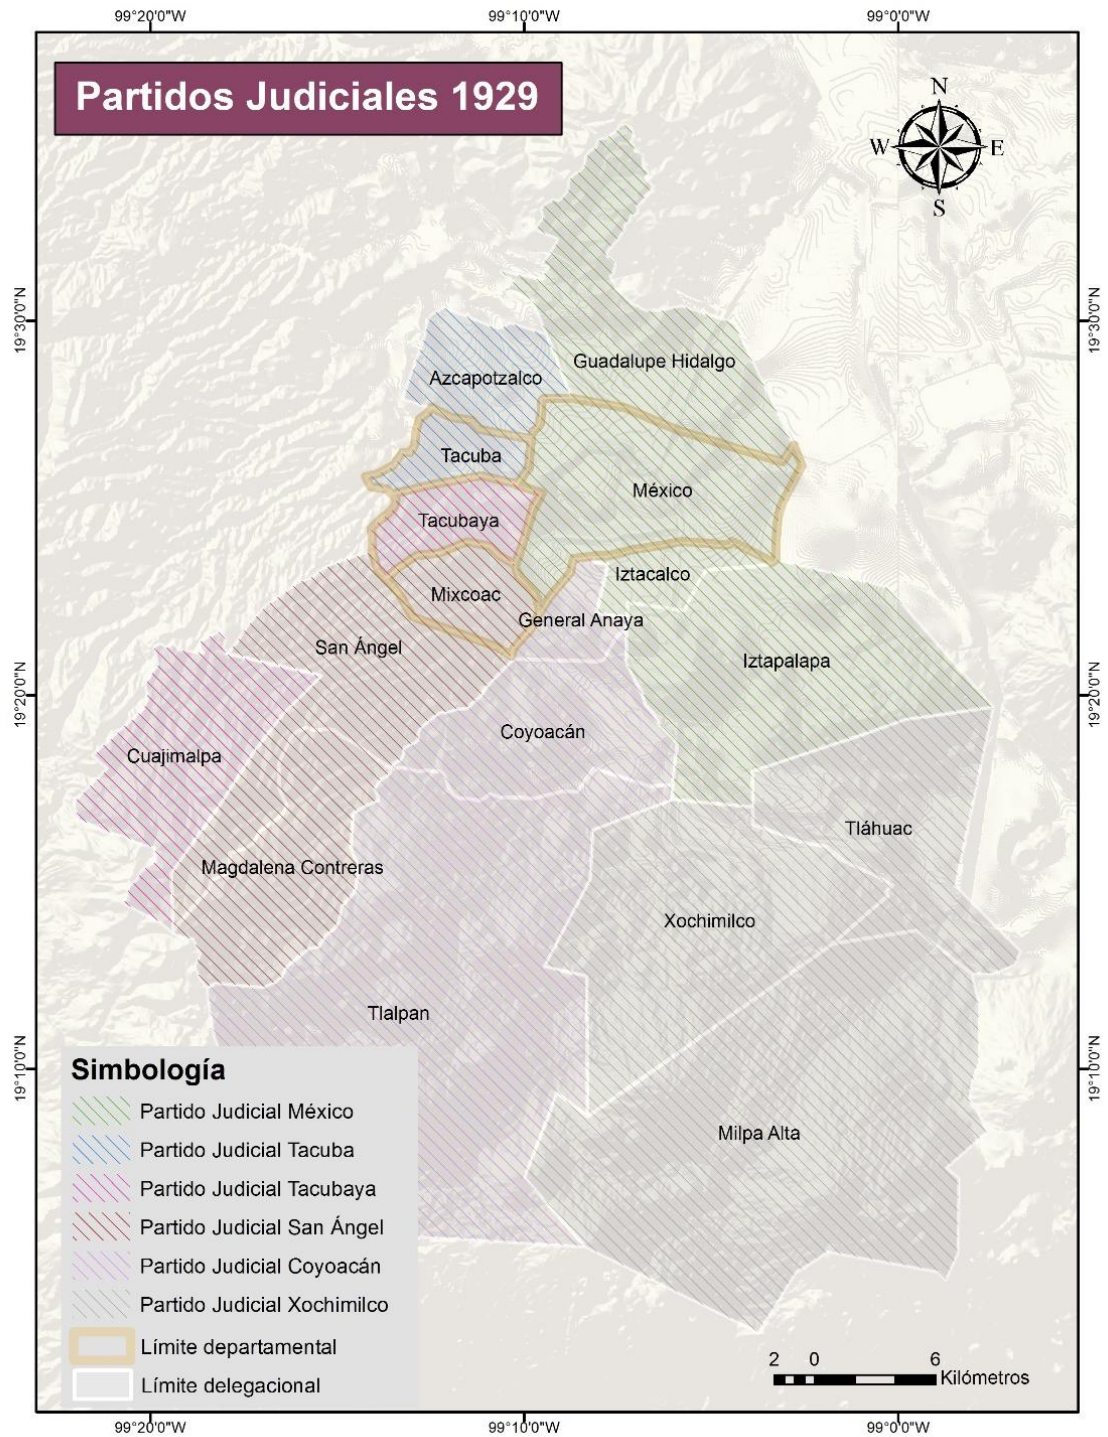 99°20'0"W 99°10'0"W 99°0'0"W
Partidos Judiciales 1929
N
W E
S
19°30'0"N 19°30'0"N
Guadalupe Hidalgo
Azcapotzalco
Tacuba
México
Tacubaya
Iztacalco
Mixcoac
General Anaya
San Ángel
Iztapalapa
19°20'0"N 19°20'0"N
Coyoacán
Cuajimalpa
Tláhuac
Magdalena Contreras
Xochimilco
Tlalpan
19°10'0"N 19°10'0"N
Milpa Alta
Simbología
Partido Judicial México
Partido Judicial Tacuba
Partido Judicial Tacubaya
Partido Judicial San Ángel
Partido Judicial Coyoacán
Partido Judicial Xochimilco
Límite departamental
Límite delegacional
2 0 6
Kilómetros
99°20'0"W 99°10'0"W 99°0'0"W